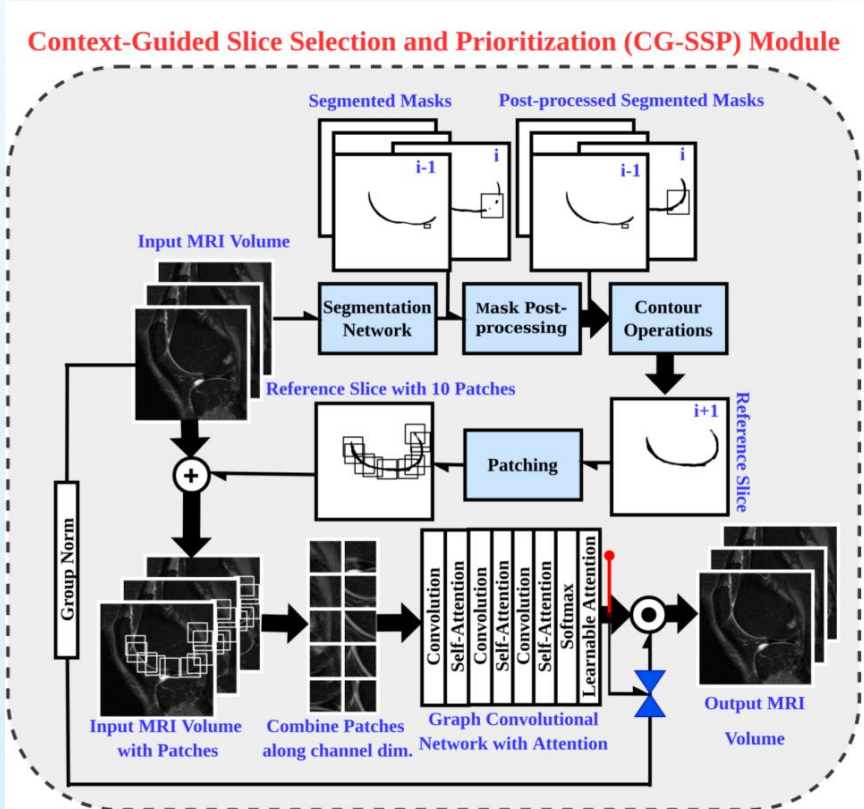 Context-Guided Slice Selection and Prioritization (CG-SSP) Module
Segmented Masks
Post-processed Segmented Masks
i-1
i
i-1
i
Input MRI Volume
Segmentation
Network
Mask Post-
processing
Contour
Operations
Reference Slice with 10 Patches
i+1
Reference Slice
Patching
+
Group Norm
Convolution
Self-Attention
Convolution
Self-Attention
Convolution
Self-Attention
Softmax
Learnable Attention
Input MRI Volume
with Patches
Combine Patches
along channel dim.
Graph Convolutional
Network with Attention
Output MRI
Volume